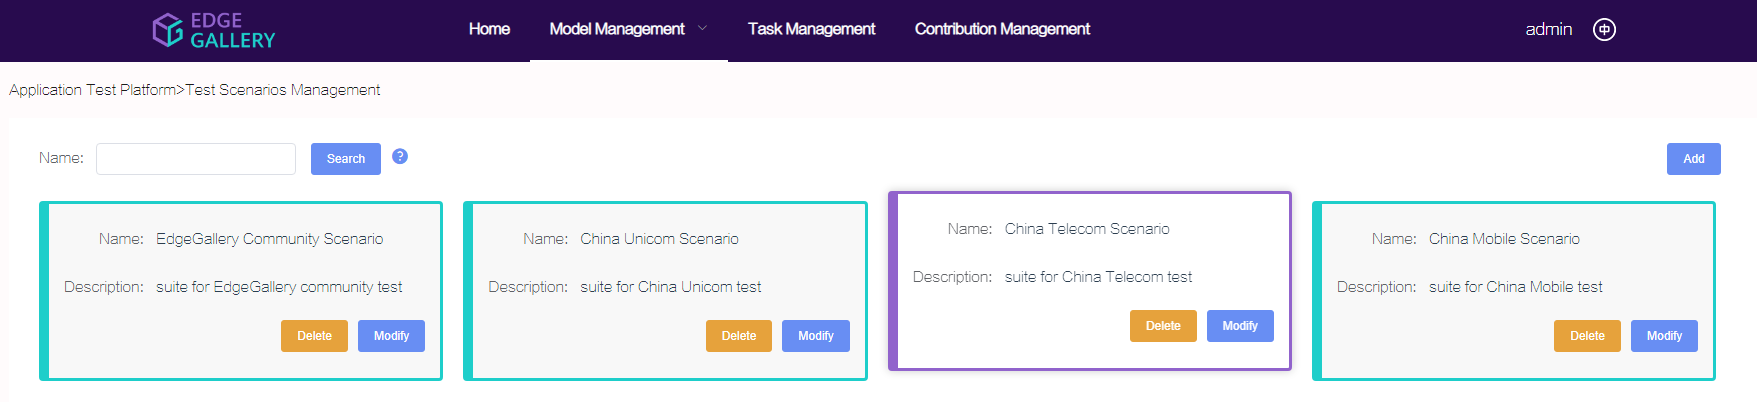 EDGE
GALLERY
Home Model Management Task Management Contribution Management admin 中
Application Test Platform>Test Scenarios Management
Name: Search ? Add
Name: EdgeGallery Community Scenario
Description: suite for EdgeGallery community test
Delete Modify
Name: China Unicom Scenario
Description: suite for China Unicom test
Delete Modify
Name: China Telecom Scenario
Description: suite for China Telecom test
Delete Modify
Name: China Mobile Scenario
Description: suite for China Mobile test
Delete Modify